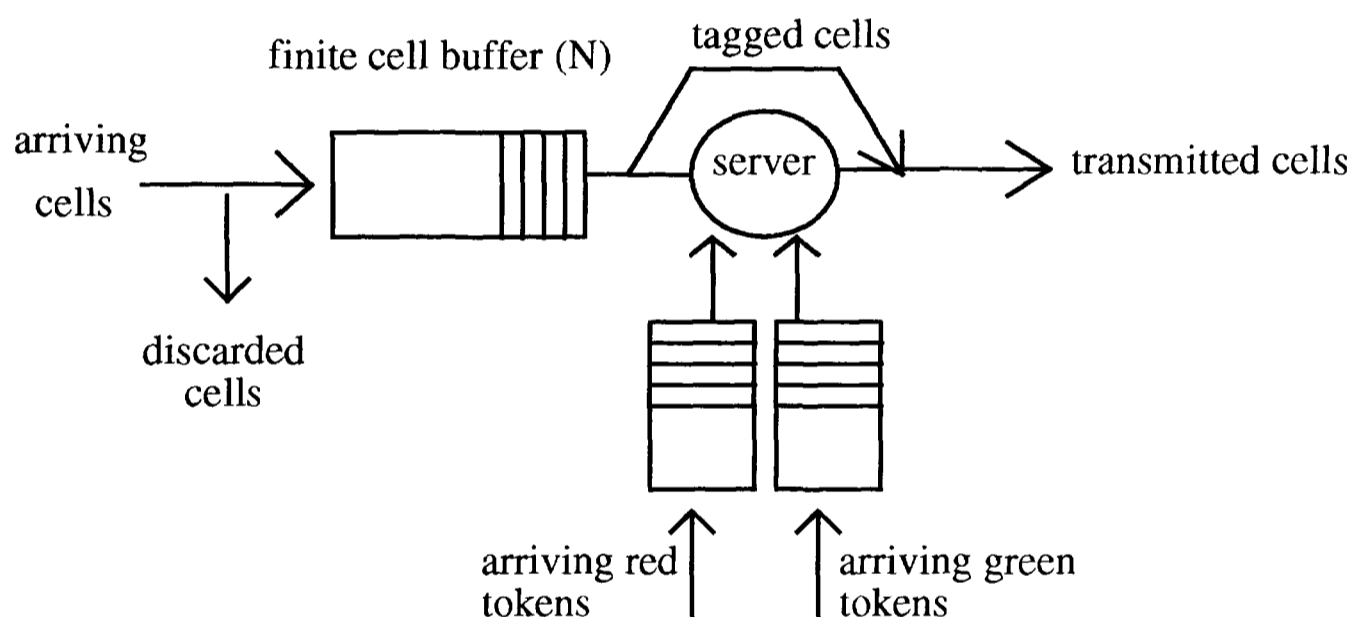 tagged cells
finite cell buffer (N)
arriving
cells
server
transmitted cells
discarded
cells
arriving red
tokens
arriving green
tokens